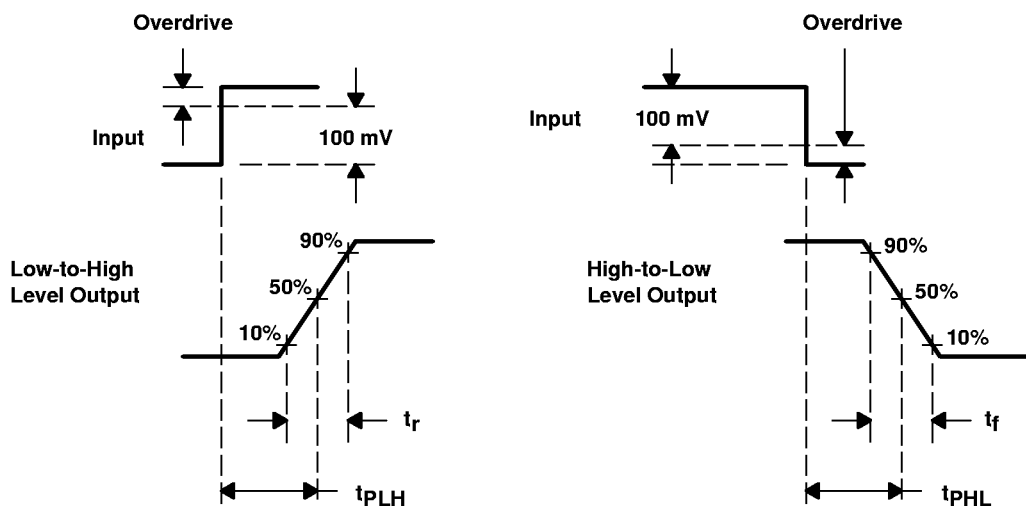 Overdrive
Input
100 mV
90%
Low-to-High
Level Output
50%
10%
tr
tPLH
Overdrive
Input
100 mV
90%
High-to-Low
Level Output
50%
10%
tf
tPHL